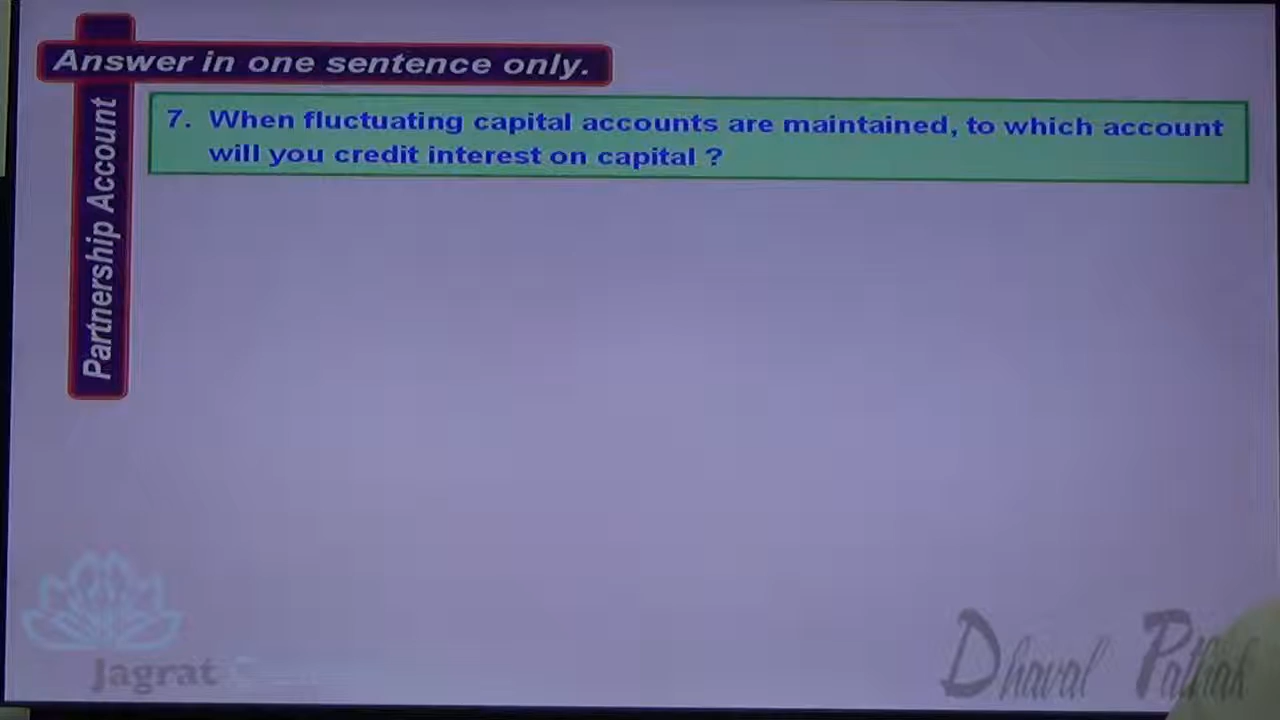 Answer in one sentence only.
Partnership Account
7. When fluctuating capital accounts are maintained, to which account
will you credit interest on capital ?
Jagrat
Dhaval Pathak